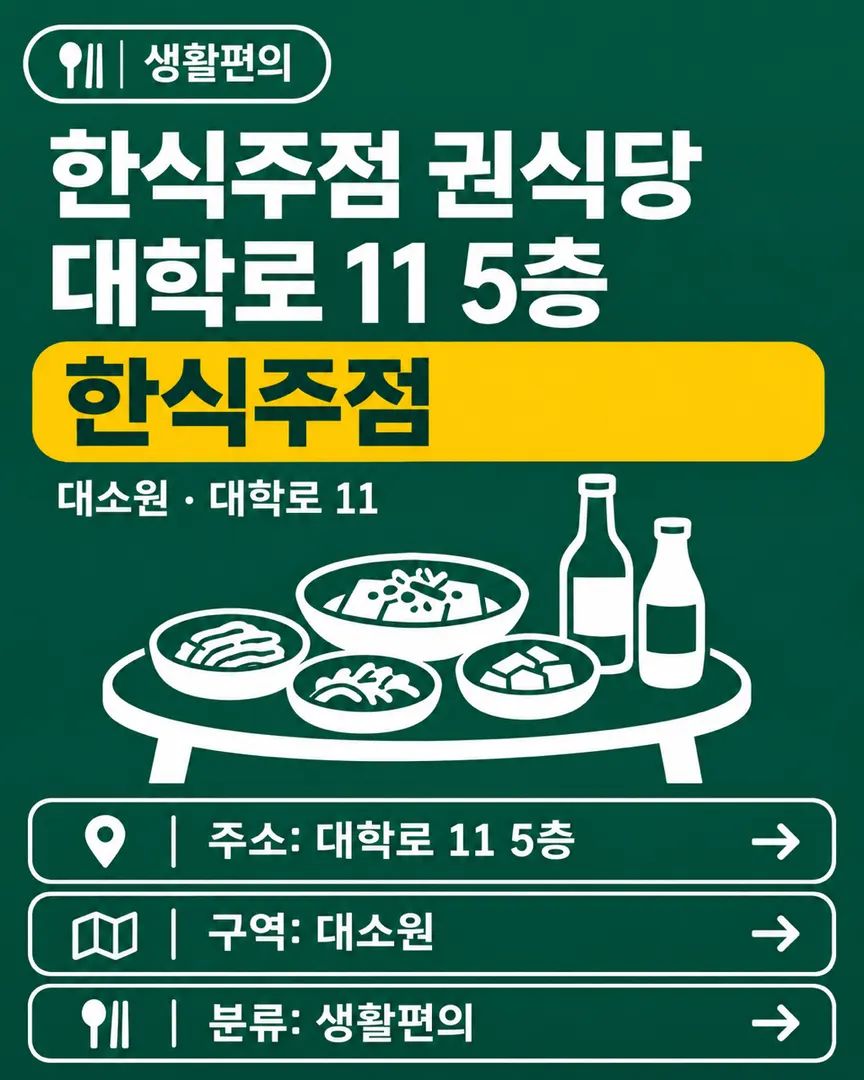 생활편의
한식주점 권식당
대학로 11 5층
한식주점
대소원 · 대학로 11
주소: 대학로 11 5층
구역: 대소원
분류: 생활편의